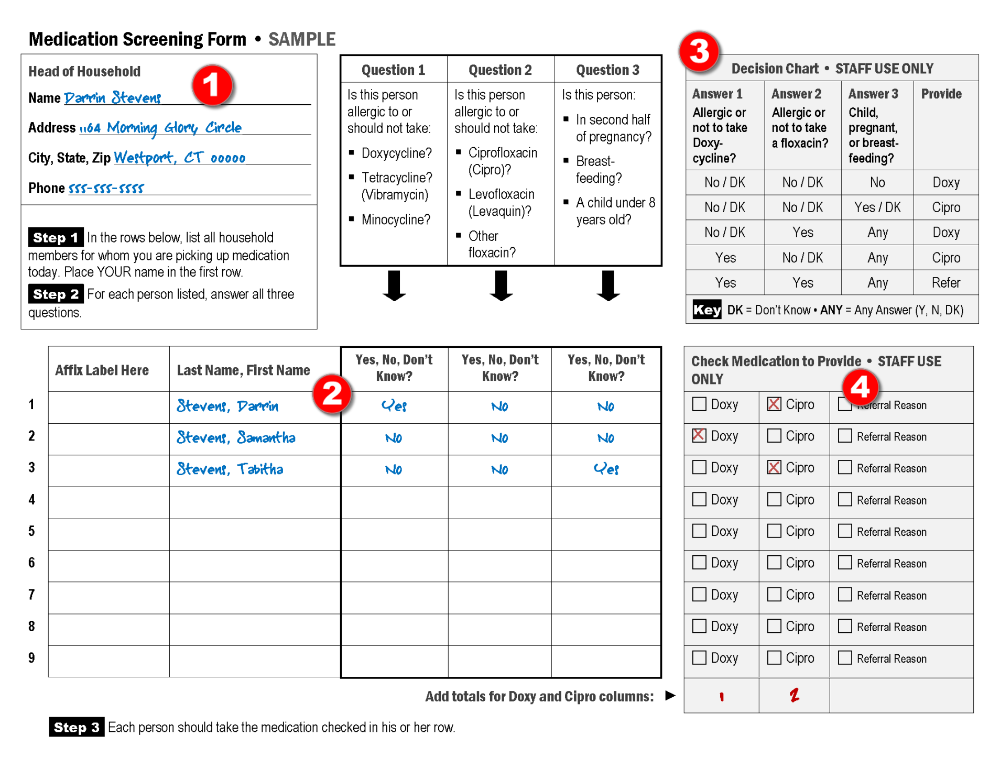 Medication Screening Form • SAMPLE
Head of Household
1
Name Darrin Stevens
Address 1164 Morning Glory Circle
City, State, Zip Westport, CT 00000
Phone 555-555-5555
Step 1 In the rows below, list all household
members for whom you are picking up medication
today. Place YOUR name in the first row.
Step 2 For each person listed, answer all three
questions.
Question 1
Is this person
allergic to or
should not take:
▪ Doxycycline?
▪ Tetracycline?
(Vibramycin)
▪ Minocycline?
Question 2
Is this person
allergic to or
should not take:
▪ Ciprofloxacin
(Cipro)?
▪ Levofloxacin
(Levaquin)?
▪ Other
floxacin?
Question 3
Is this person:
▪ In second half
of pregnancy?
▪ Breast-
feeding?
▪ A child under 8
years old?
3
Decision Chart • STAFF USE ONLY
Answer 1 Answer 2 Answer 3 Provide
Allergic or Allergic or Child,
not to take not to take pregnant,
Doxy- a floxacin? or breast-
cycline? feeding?
No / DK No / DK No Doxy
No / DK No / DK Yes / DK Cipro
No / DK Yes Any Doxy
Yes No / DK Any Cipro
Yes Yes Any Refer
Key DK = Don't Know • ANY = Any Answer (Y, N, DK)
Affix Label Here Last Name, First Name Yes, No, Don't Yes, No, Don't Yes, No, Don't
Know? Know? Know?
2
Check Medication to Provide • STAFF USE
ONLY
4
1 Stevens, Darrin Yes No No Doxy X Cipro Referral Reason
2 Stevens, Samantha No No No X Doxy Cipro Referral Reason
3 Stevens, Tabitha No No Yes Doxy X Cipro Referral Reason
4 Doxy Cipro Referral Reason
5 Doxy Cipro Referral Reason
6 Doxy Cipro Referral Reason
7 Doxy Cipro Referral Reason
8 Doxy Cipro Referral Reason
9 Doxy Cipro Referral Reason
Add totals for Doxy and Cipro columns: ► 1 2
Step 3 Each person should take the medication checked in his or her row.